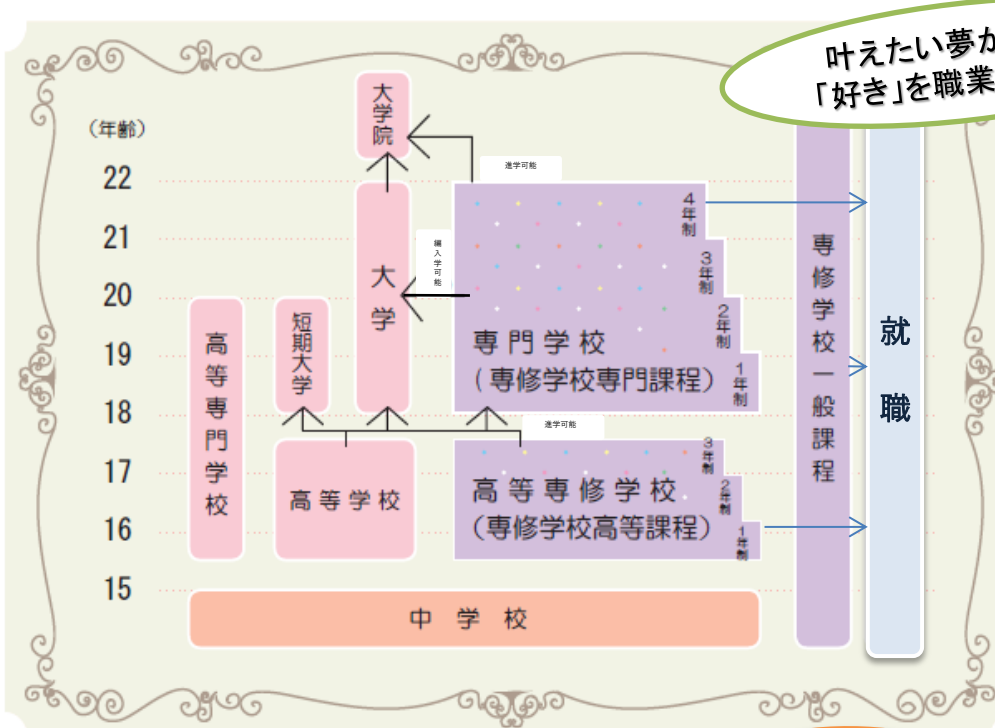 叶えたい夢が
「好き」を職業
(年齢)
22
21
20
19
18
17
16
15
大学院
大学
短期大学
高等専門学校
高等学校
進学可能
編入学可能
専門学校
(専修学校専門課程)
4年制
3年制
2年制
1年制
進学可能
高等専修学校
(専修学校高等課程)
3年制
2年制
1年制
中学校
専修学校一般課程
就職